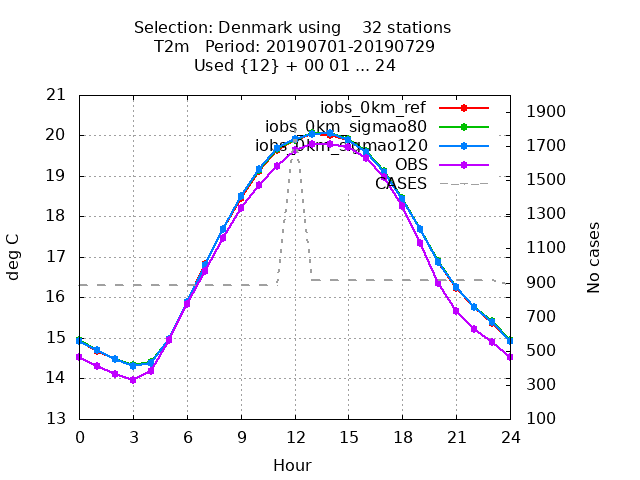 Selection: Denmark using    32 stations
T2m   Period: 20190701-20190729
Used {12} + 00 01 ... 24
iobs_0km_ref
iobs_0km_sigmao80
iobs_0km_sigmao120
OBS
CASES
21
20
19
18
17
16
15
14
13
deg C
1900
1700
1500
1300
1100
900
700
500
300
100
No cases
0 3 6 9 12 15 18 21 24
Hour